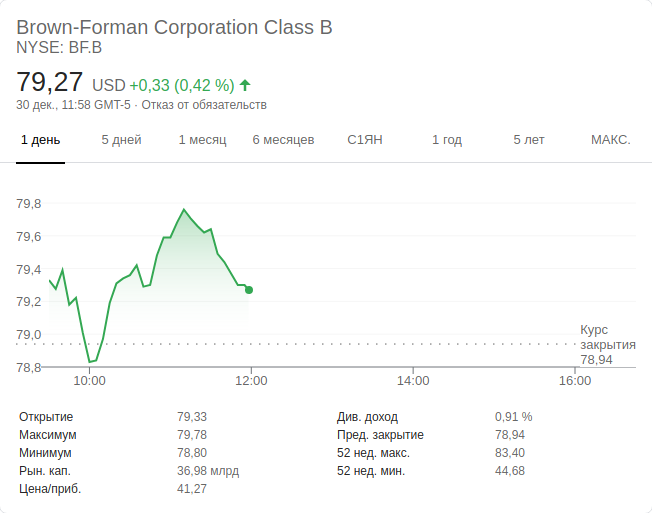 Brown-Forman Corporation Class B
NYSE: BF.B
79,27 USD +0,33 (0,42 %)
30 дек., 11:58 GMT-5 · Отказ от обязательств
1 день 5 дней 1 месяц 6 месяцев С1ЯН 1 год 5 лет МАКС.
79,8
79,6
79,4
79,2
79,0
78,8
Курс
закрытия
78,94
10:00 12:00 14:00 16:00
Открытие 79,33
Максимум 79,78
Минимум 78,80
Рын. кап. 36,98 млрд
Цена/приб. 41,27
Див. доход 0,91 %
Пред. закрытие 78,94
52 нед. макс. 83,40
52 нед. мин. 44,68